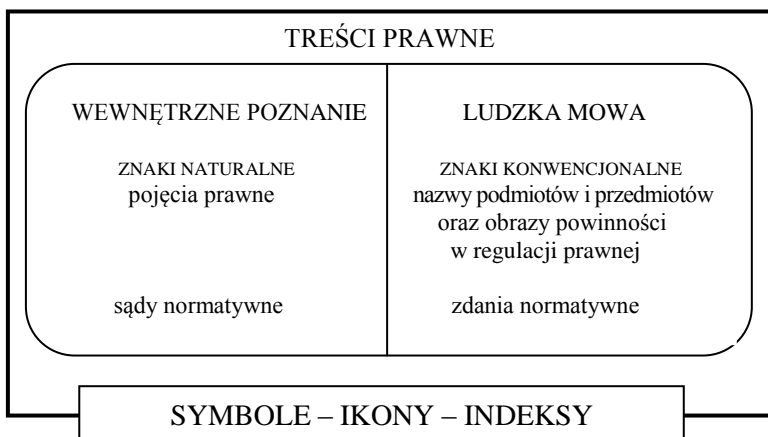 TREŚCI PRAWNE
WEWNĘTRZNE POZNANIE
ZNAKI NATURALNE
pojęcia prawne
sądy normatywne
LUDZKA MOWA
ZNAKI KONWENCJONALNE
nazwy podmiotów i przedmiotów
oraz obrazy powinności
w regulacji prawnej
zdania normatywne
SYMBOLE – IKONY – INDEKSY